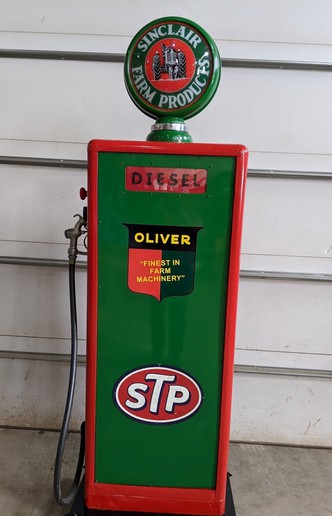 SINCLAIR
FARM PRODUCTS
DIESEL
OLIVER
"FINEST IN
FARM
MACHINERY"
STP